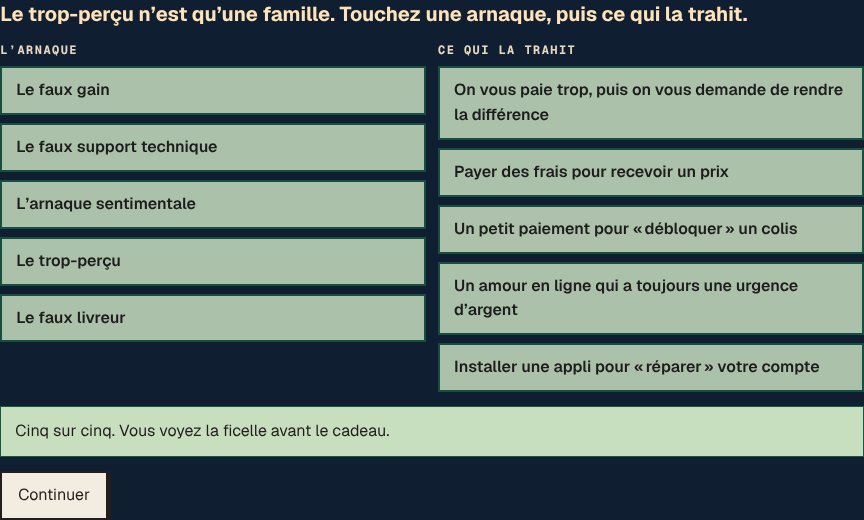 Le trop-perçu n’est qu’une famille. Touchez une arnaque, puis ce qui la trahit.
L’ARNAQUE
Le faux gain
Le faux support technique
L’arnaque sentimentale
Le trop-perçu
Le faux livreur
CE QUI LA TRAHIT
On vous paie trop, puis on vous demande de rendre
la différence
Payer des frais pour recevoir un prix
Un petit paiement pour « débloquer » un colis
Un amour en ligne qui a toujours une urgence
d’argent
Installer une appli pour « réparer » votre compte
Cinq sur cinq. Vous voyez la ficelle avant le cadeau.
Continuer